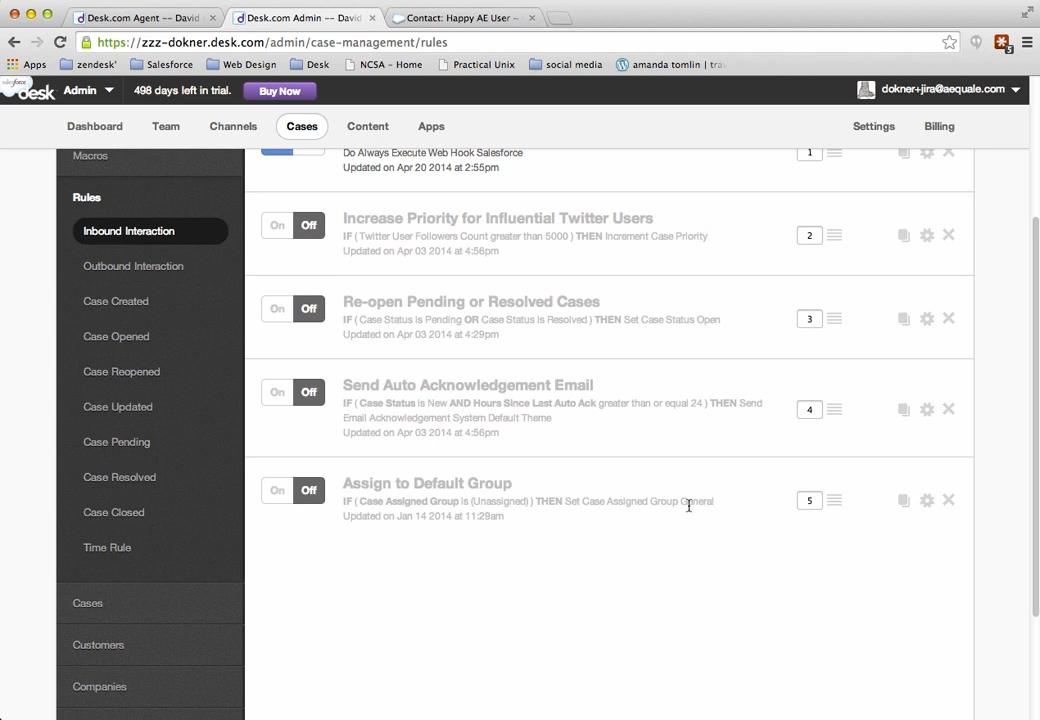 Desk.com Agent -- David
Desk.com Admin -- David
Contact: Happy AE User ~
https://zzz-dokner.desk.com/admin/case-management/rules
5
Apps
zendesk'
Salesforce
Web Design
Desk
NCSA – Home
Practical Unix
social media
amanda tomlin | trav
salesforce
desk
Admin
498 days left in trial.
Buy Now
dokner+jira@aequale.com
Dashboard
Team
Channels
Cases
Content
Apps
Settings
Billing
Macros
Rules
Inbound Interaction
Outbound Interaction
Case Created
Case Opened
Case Reopened
Case Updated
Case Pending
Case Resolved
Case Closed
Time Rule
Cases
Customers
Companies
Do Always Execute Web Hook Salesforce
Updated on Apr 20 2014 at 2:55pm
1
On Off
Increase Priority for Influential Twitter Users
IF ( Twitter User Followers Count greater than 5000 ) THEN Increment Case Priority
Updated on Apr 03 2014 at 4:56pm
2
On Off
Re-open Pending or Resolved Cases
IF ( Case Status is Pending OR Case Status is Resolved ) THEN Set Case Status Open
Updated on Apr 03 2014 at 4:29pm
3
On Off
Send Auto Acknowledgement Email
IF ( Case Status is New AND Hours Since Last Auto Ack greater than or equal 24 ) THEN Send
Email Acknowledgement System Default Theme
Updated on Apr 03 2014 at 4:56pm
4
On Off
Assign to Default Group
IF ( Case Assigned Group is (Unassigned) ) THEN Set Case Assigned Group General
Updated on Jan 14 2014 at 11:29am
5